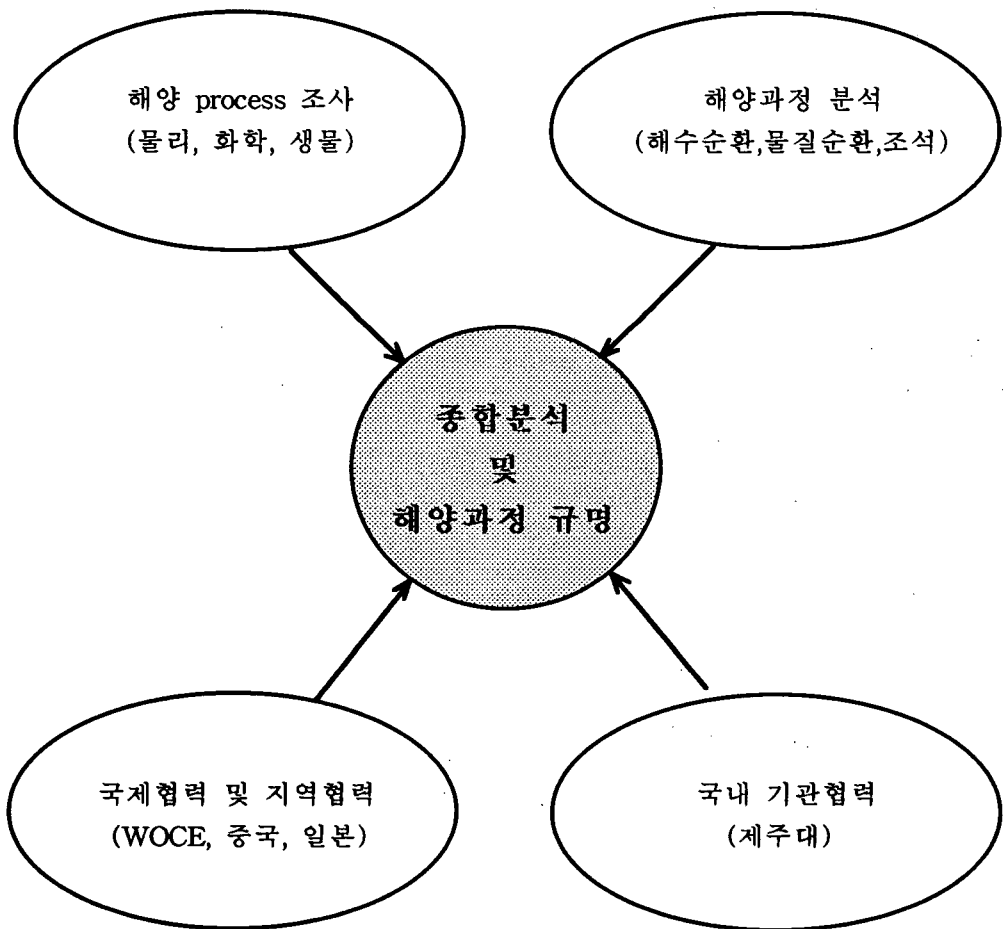 해양 process 조사
(물리, 화학, 생물)
해양과정 분석
(해수순환,물질순환,조석)
종합분석
및
해양과정 규명
국제협력 및 지역협력
(WOCE, 중국, 일본)
국내 기관협력
(제주대)